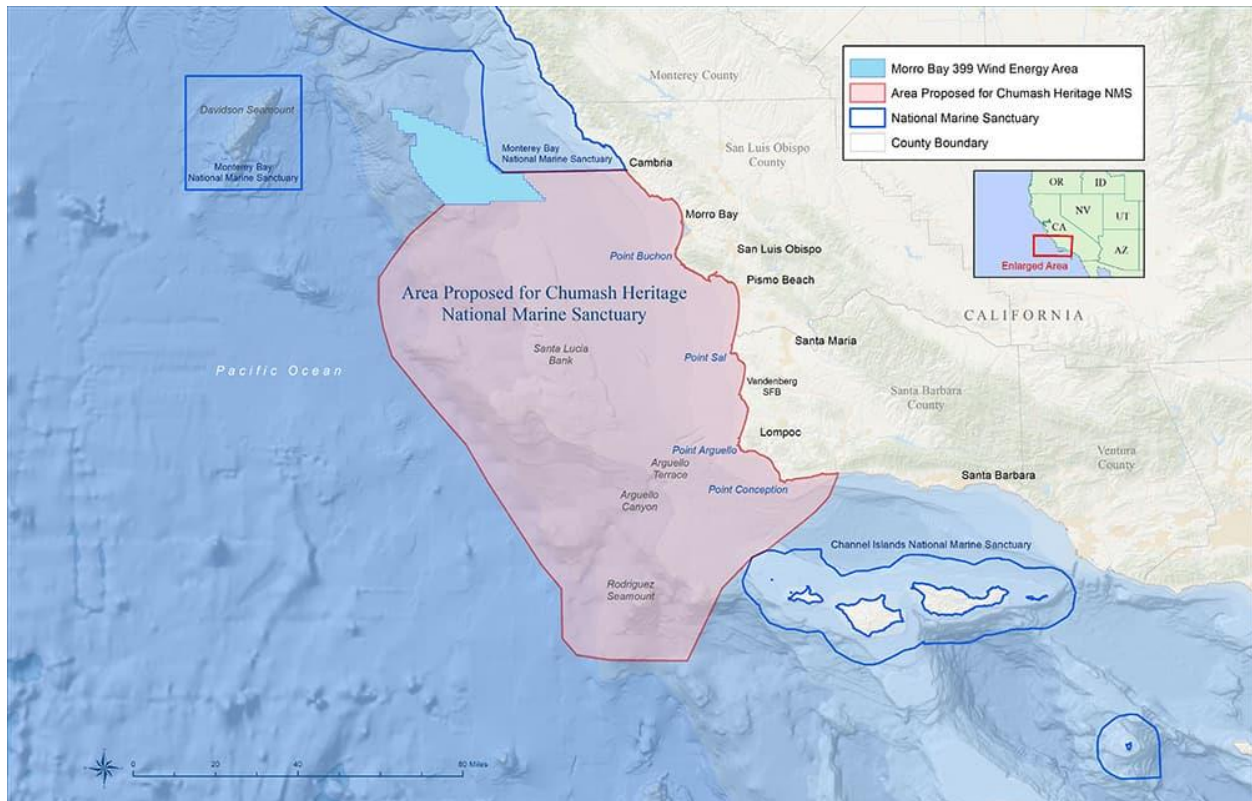 Morro Bay 399 Wind Energy Area
Area Proposed for Chumash Heritage NMS
National Marine Sanctuary
County Boundary
OR
ID
NV
UT
CA
AZ
Enlarged Area
Monterey County
Davidson Seamount
Monterey Bay
National Marine Sanctuary
Monterey Bay
National Marine Sanctuary
Cambria
San Luis Obispo
County
Morro Bay
San Luis Obispo
Point Buchon
Pismo Beach
Area Proposed for Chumash Heritage
National Marine Sanctuary
CALIFORNIA
Santa Lucia
Bank
Point Sal
Santa Maria
Pacific Ocean
Vandenberg
SFB
Santa Barbara
County
Lompoc
Point Arguello
Arguello
Terrace
Ventura
County
Santa Barbara
Point Conception
Arguello
Canyon
Channel Islands National Marine Sanctuary
Rodriguez
Seamount
0
20
40
80 Miles